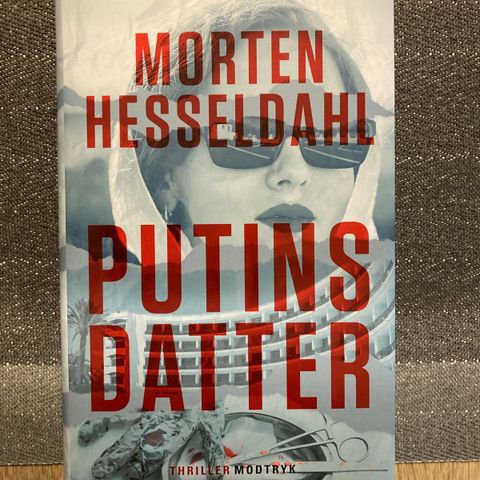 MORTEN
HESSELDAHL
PUTINS
DATTER
THRILLER MODTRYK